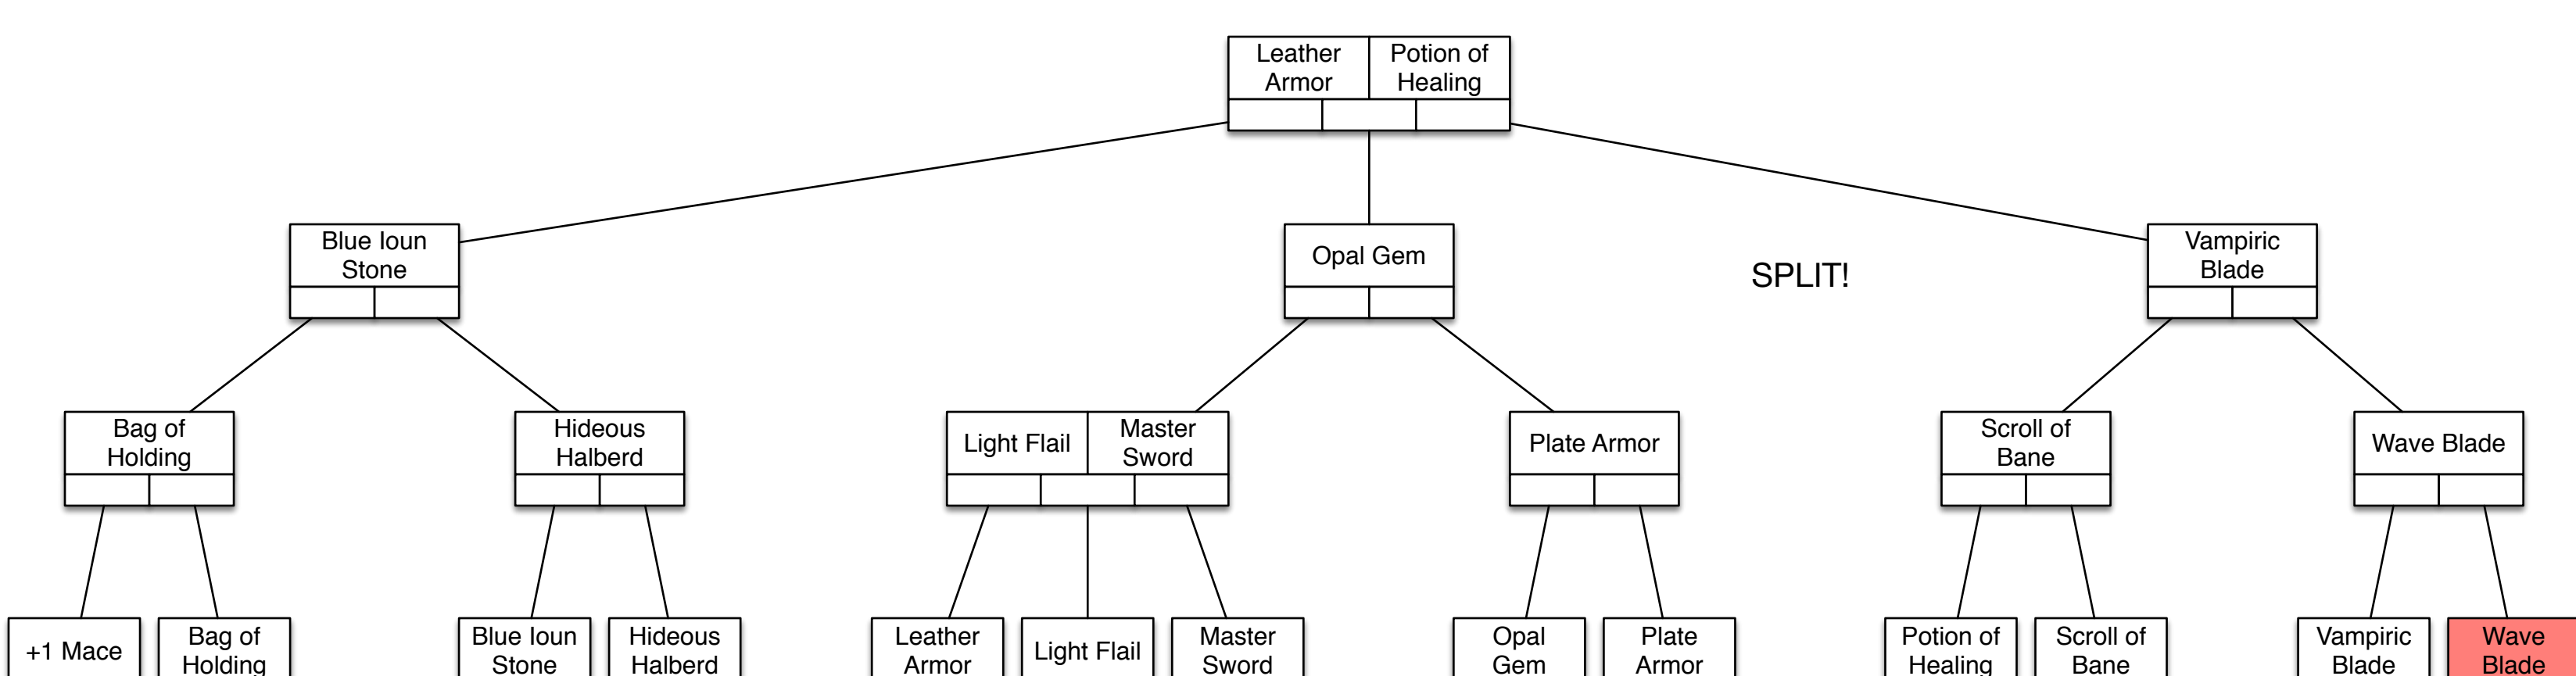 Leather
Armor
Potion of
Healing
Blue Ioun
Stone
Opal Gem
SPLIT!
Vampiric
Blade
Bag of
Holding
Hideous
Halberd
Light Flail
Master
Sword
Plate Armor
Scroll of
Bane
Wave Blade
+1 Mace
Bag of
Holding
Blue Ioun
Stone
Hideous
Halberd
Leather
Armor
Light Flail
Master
Sword
Opal
Gem
Plate
Armor
Potion of
Healing
Scroll of
Bane
Vampiric
Blade
Wave
Blade